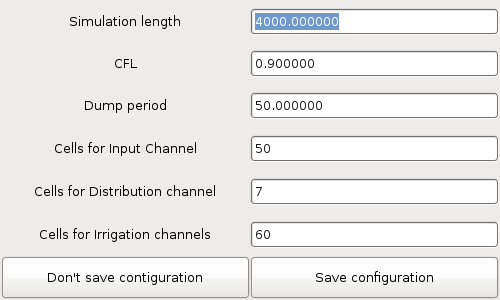 Simulation length 4000.000000
CFL 0.900000
Dump period 50.000000
Cells for Input Channel 50
Cells for Distribution channel 7
Cells for Irrigation channels 60
Don't save contiguration Save configuration